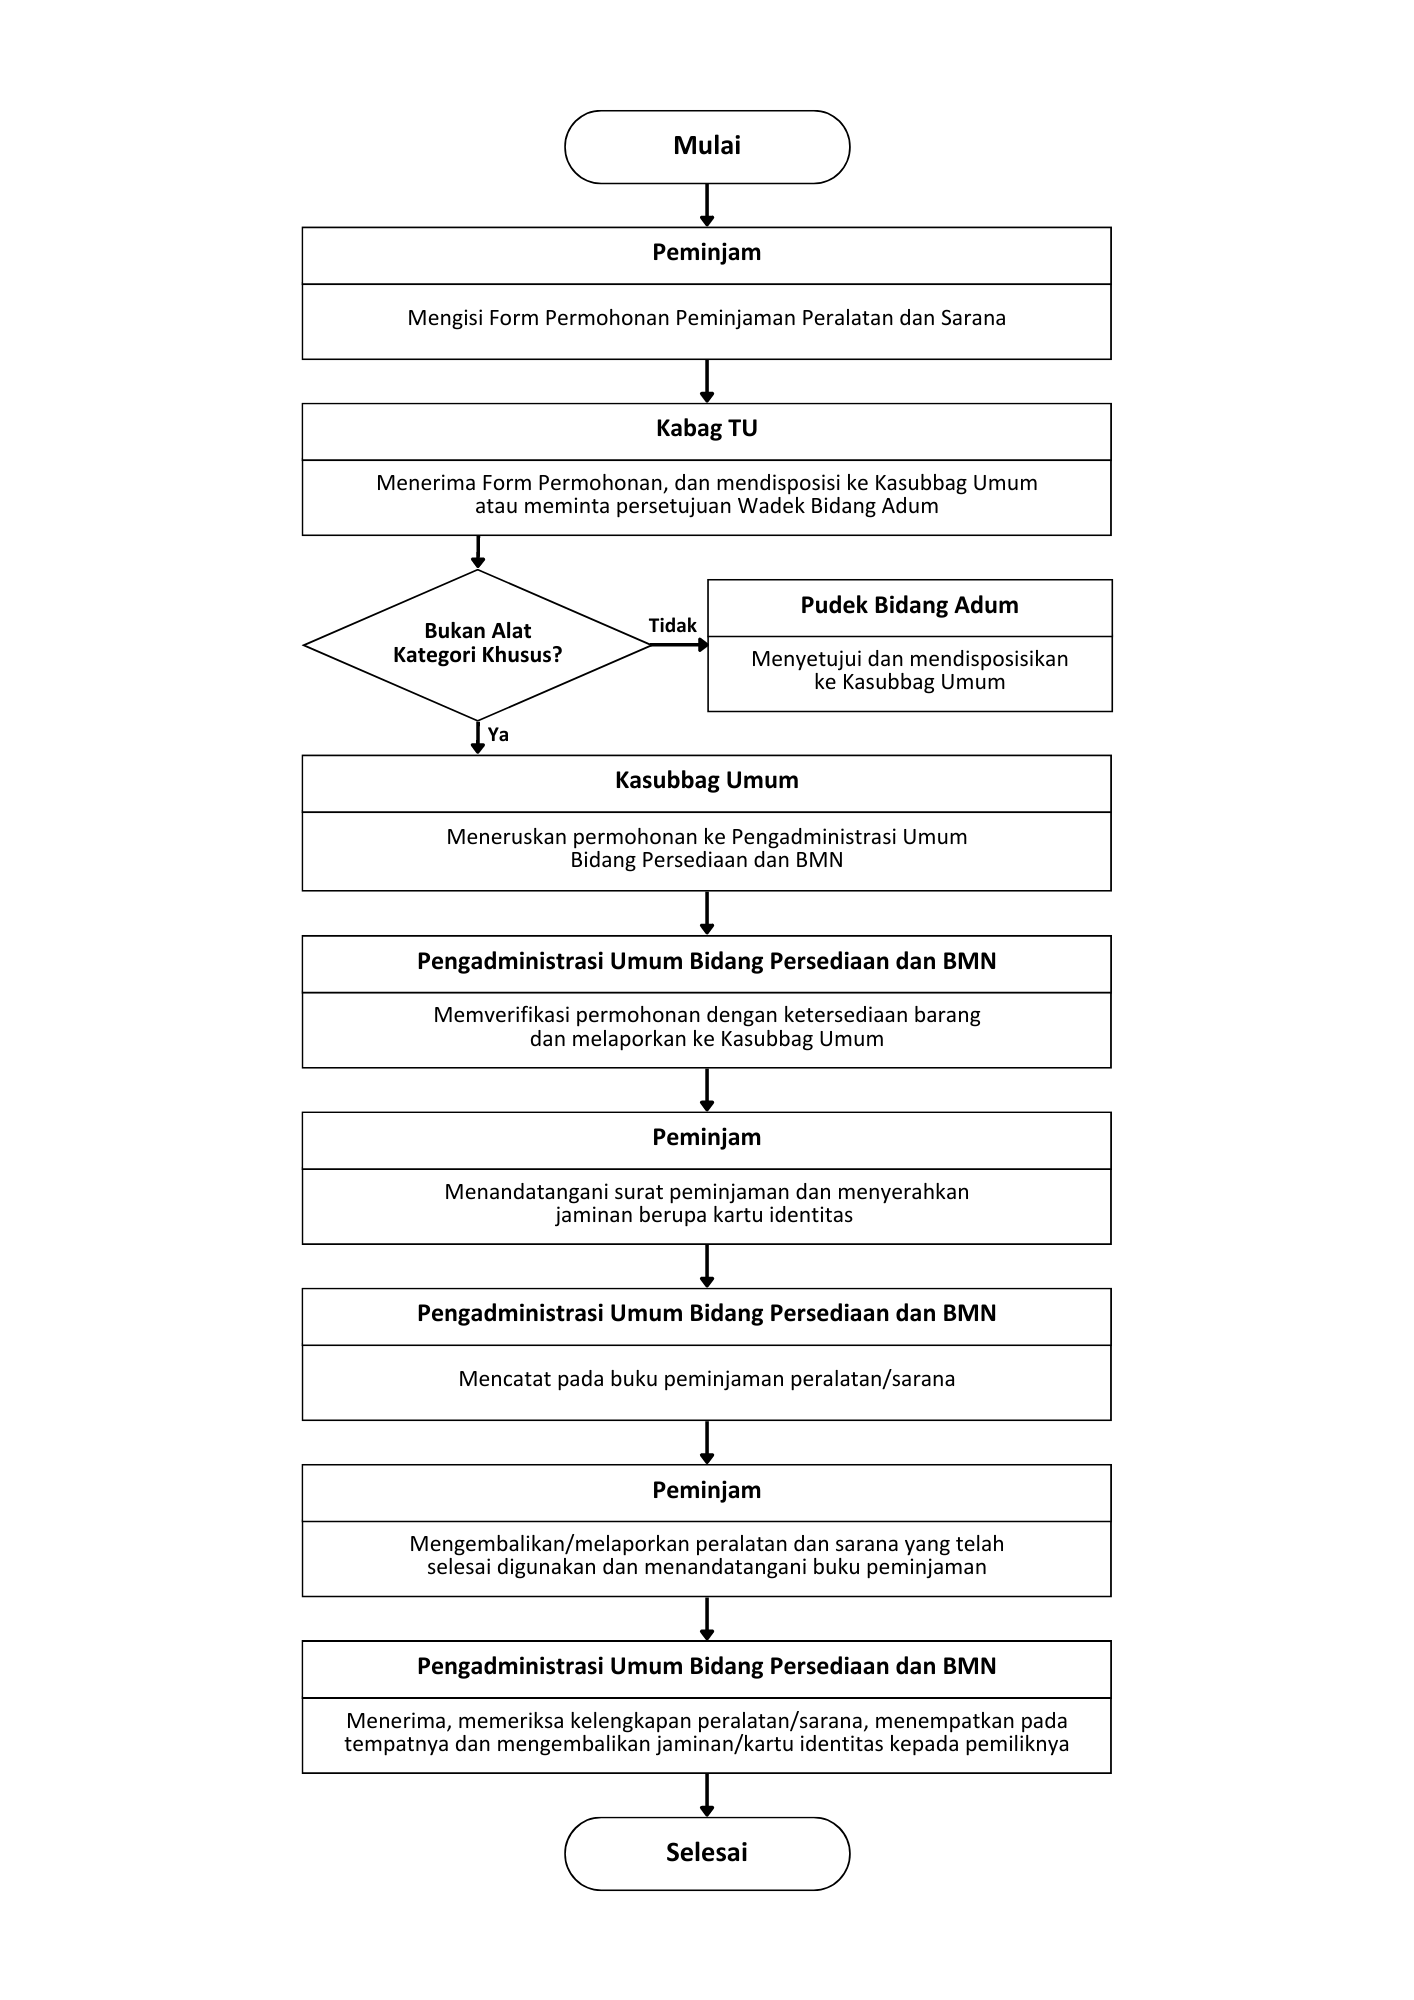 Mulai
Peminjam
Mengisi Form Permohonan Peminjaman Peralatan dan Sarana
Kabag TU
Menerima Form Permohonan, dan mendisposisi ke Kasubbag Umum
atau meminta persetujuan Wadek Bidang Adum
Bukan Alat
Kategori Khusus?
Tidak
Pudek Bidang Adum
Menyetujui dan mendisposisikan
ke Kasubbag Umum
Ya
Kasubbag Umum
Meneruskan permohonan ke Pengadministrasi Umum
Bidang Persediaan dan BMN
Pengadministrasi Umum Bidang Persediaan dan BMN
Memverifikasi permohonan dengan ketersediaan barang
dan melaporkan ke Kasubbag Umum
Peminjam
Menandatangani surat peminjaman dan menyerahkan
jaminan berupa kartu identitas
Pengadministrasi Umum Bidang Persediaan dan BMN
Mencatat pada buku peminjaman peralatan/sarana
Peminjam
Mengembalikan/melaporkan peralatan dan sarana yang telah
selesai digunakan dan menandatangani buku peminjaman
Pengadministrasi Umum Bidang Persediaan dan BMN
Menerima, memeriksa kelengkapan peralatan/sarana, menempatkan pada
tempatnya dan mengembalikan jaminan/kartu identitas kepada pemiliknya
Selesai